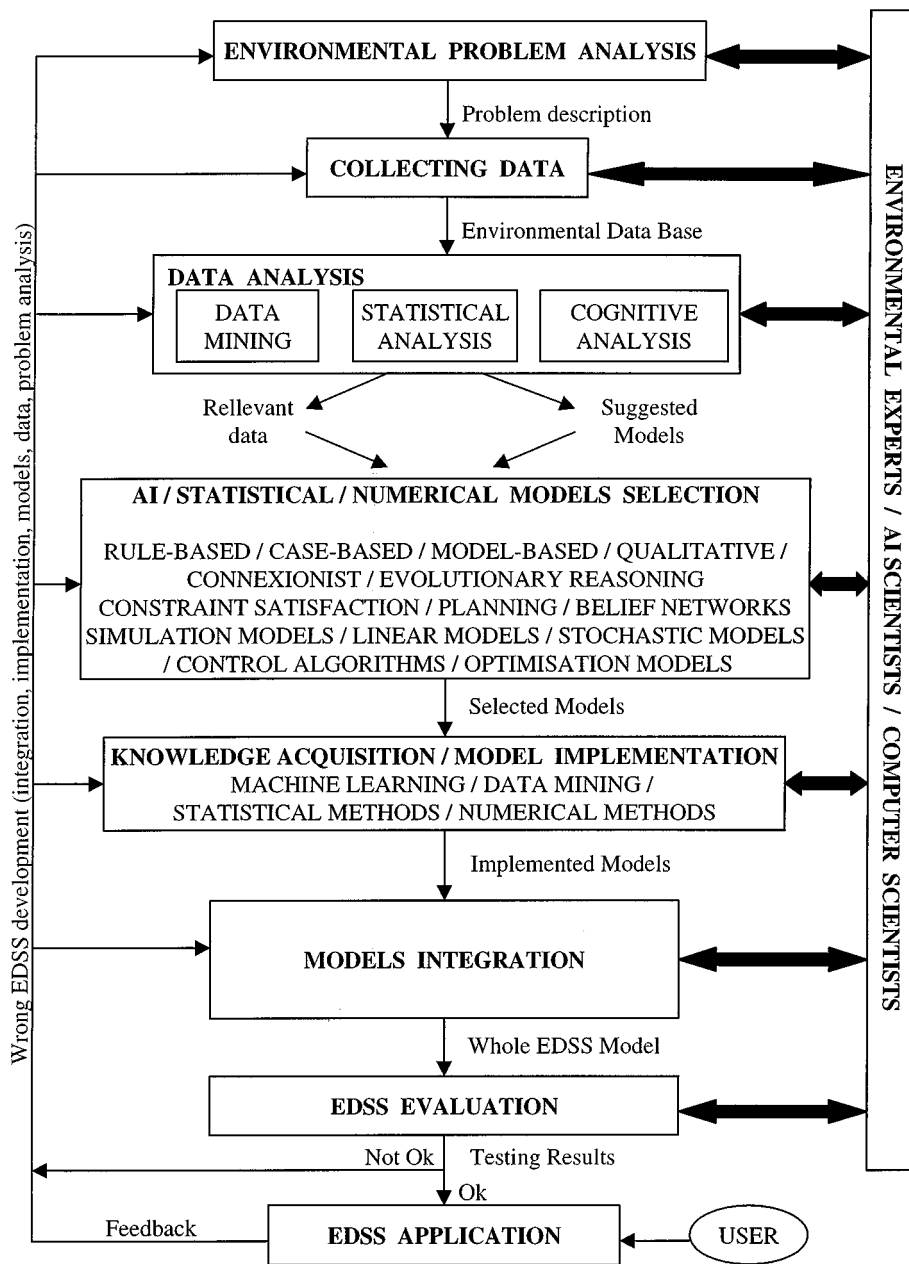 ENVIRONMENTAL PROBLEM ANALYSIS
Problem description
COLLECTING DATA
Environmental Data Base
DATA ANALYSIS
DATA
MINING
STATISTICAL
ANALYSIS
COGNITIVE
ANALYSIS
Rellevant
data
Suggested
Models
AI / STATISTICAL / NUMERICAL MODELS SELECTION
RULE-BASED / CASE-BASED / MODEL-BASED / QUALITATIVE /
CONNEXIONIST / EVOLUTIONARY REASONING
CONSTRAINT SATISFACTION / PLANNING / BELIEF NETWORKS
SIMULATION MODELS / LINEAR MODELS / STOCHASTIC MODELS
/ CONTROL ALGORITHMS / OPTIMISATION MODELS
Selected Models
KNOWLEDGE ACQUISITION / MODEL IMPLEMENTATION
MACHINE LEARNING / DATA MINING /
STATISTICAL METHODS / NUMERICAL METHODS
Implemented Models
MODELS INTEGRATION
Whole EDSS Model
EDSS EVALUATION
Not Ok
Testing Results
Ok
EDSS APPLICATION
Feedback
USER
Wrong EDSS development (integration, implementation, models, data, problem analysis)
ENVIRONMENTAL EXPERTS / AI SCIENTISTS / COMPUTER SCIENTISTS